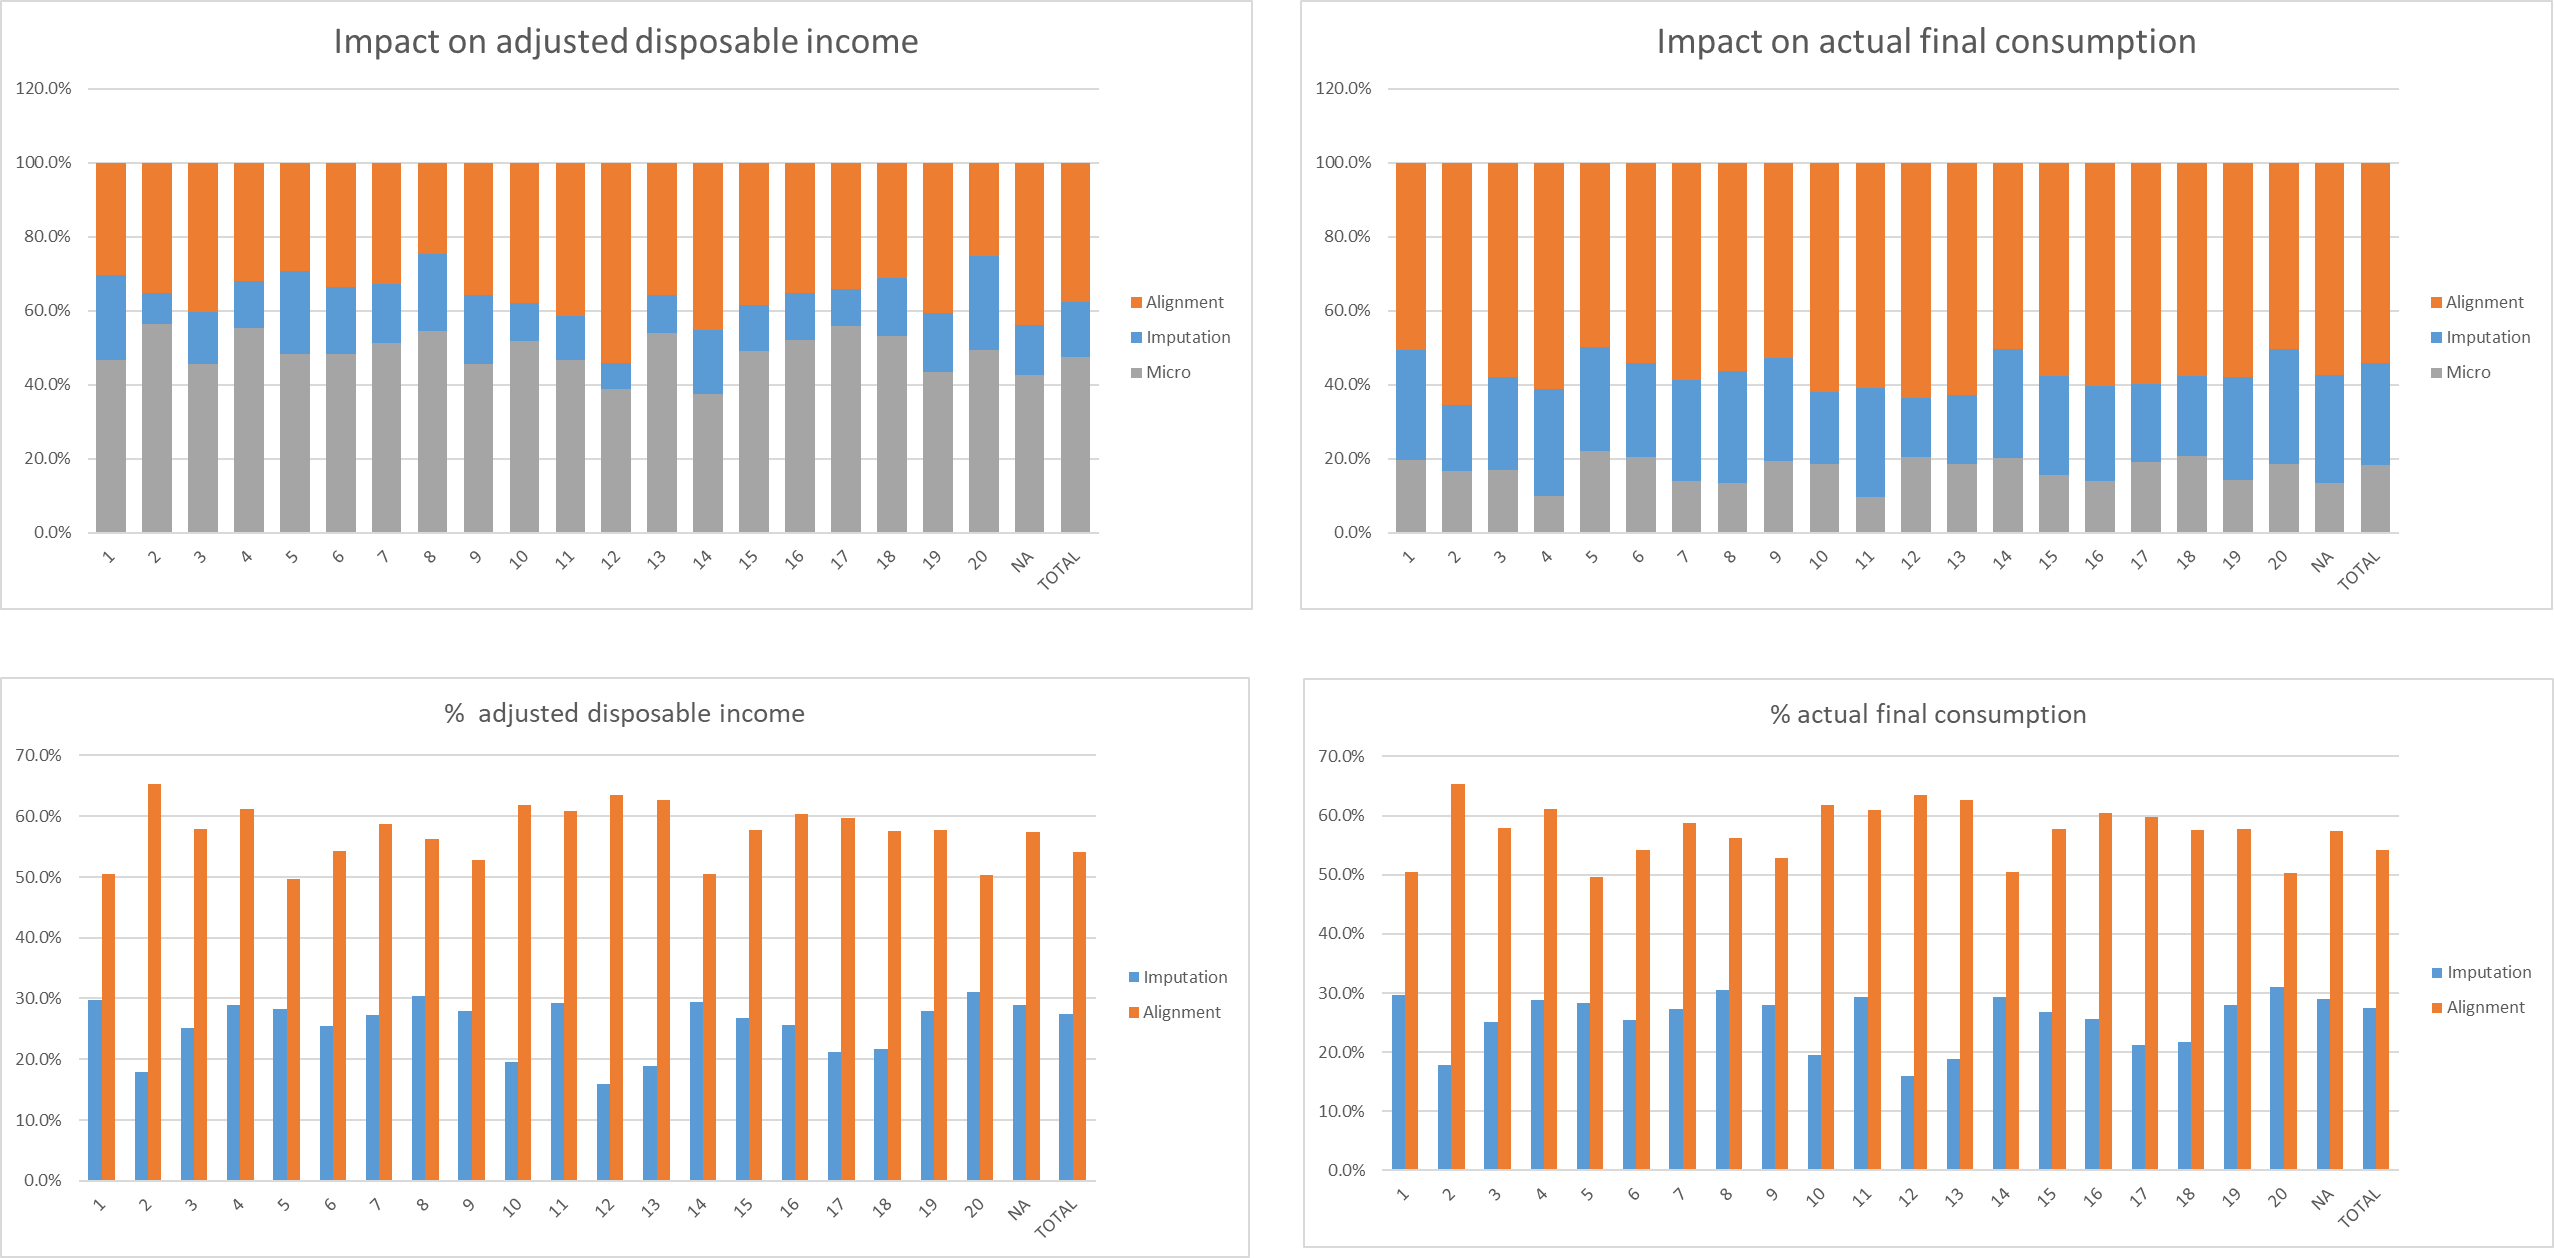 Impact on adjusted disposable income
120.0%
100.0%
80.0%
60.0%
40.0%
20.0%
0.0%
1 2 3 4 5 6 7 8 9 10 11 12 13 14 15 16 17 18 19 20 NA TOTAL
Alignment
Imputation
Micro
Impact on actual final consumption
120.0%
100.0%
80.0%
60.0%
40.0%
20.0%
0.0%
1 2 3 4 5 6 7 8 9 10 11 12 13 14 15 16 17 18 19 20 NA TOTAL
Alignment
Imputation
Micro
% adjusted disposable income
70.0%
60.0%
50.0%
40.0%
30.0%
20.0%
10.0%
0.0%
1 2 3 4 5 6 7 8 9 10 11 12 13 14 15 16 17 18 19 20 NA TOTAL
Imputation
Alignment
% actual final consumption
70.0%
60.0%
50.0%
40.0%
30.0%
20.0%
10.0%
0.0%
1 2 3 4 5 6 7 8 9 10 11 12 13 14 15 16 17 18 19 20 NA TOTAL
Imputation
Alignment